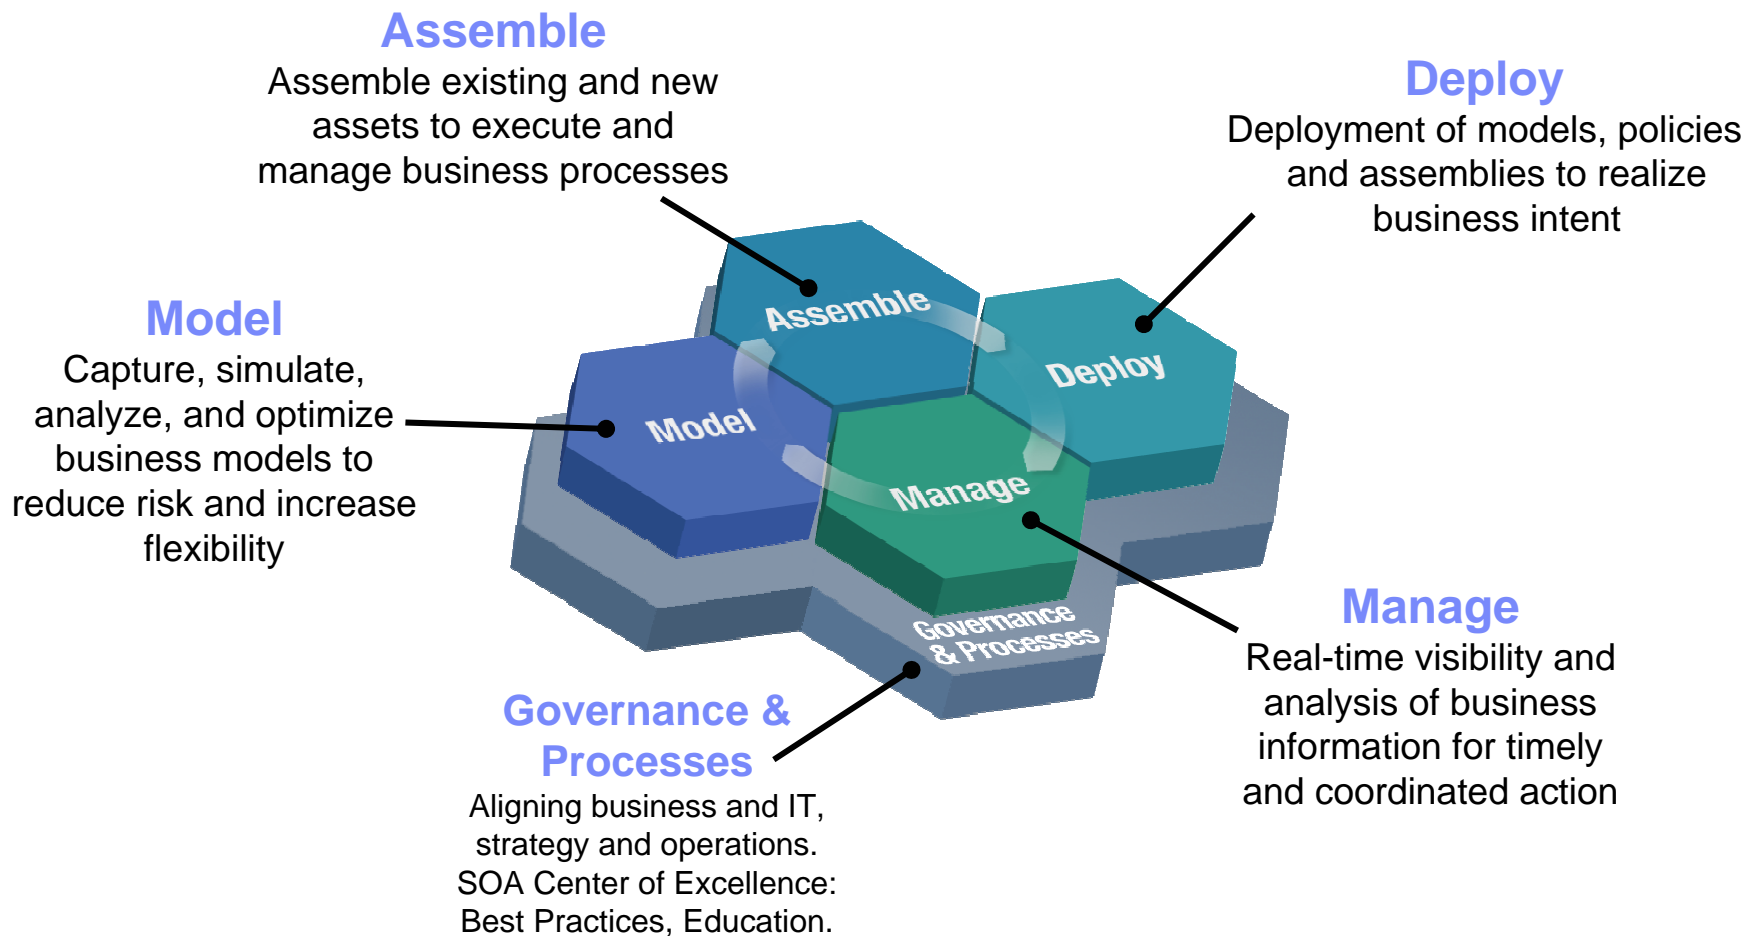 Assemble
Assemble existing and new
assets to execute and
manage business processes
Deploy
Deployment of models, policies
and assemblies to realize
business intent
Model
Capture, simulate,
analyze, and optimize
business models to
reduce risk and increase
flexibility
Assemble
Deploy
Model
Manage
Governance
& Processes
Manage
Real-time visibility and
analysis of business
information for timely
and coordinated action
Governance &
Processes
Aligning business and IT,
strategy and operations.
SOA Center of Excellence:
Best Practices, Education.